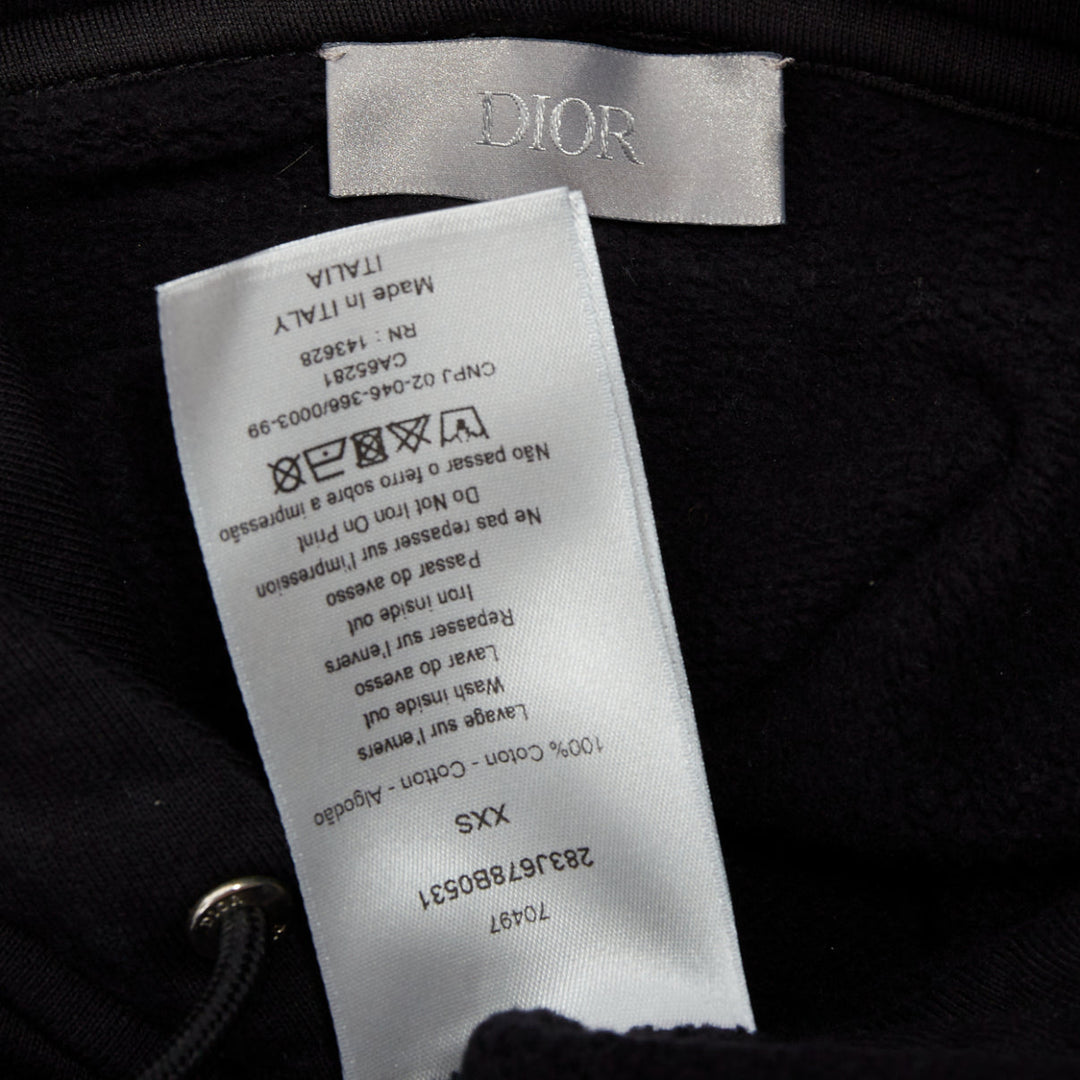 DIOR
70497
283J678B0531
XXS
100% Coton - Cotton - Algodão
Lavage sur l'envers
Wash inside out
Lavar do avesso
Repasser sur l'envers
Iron inside out
Passar do avesso
Ne pas repasser sur l'impression
Do Not Iron On Print
Não passar o ferro sobre a impressão
CNPJ 02-046-366/0003-99
CA65281
RN : 143628
Made In ITALY
ITALIA